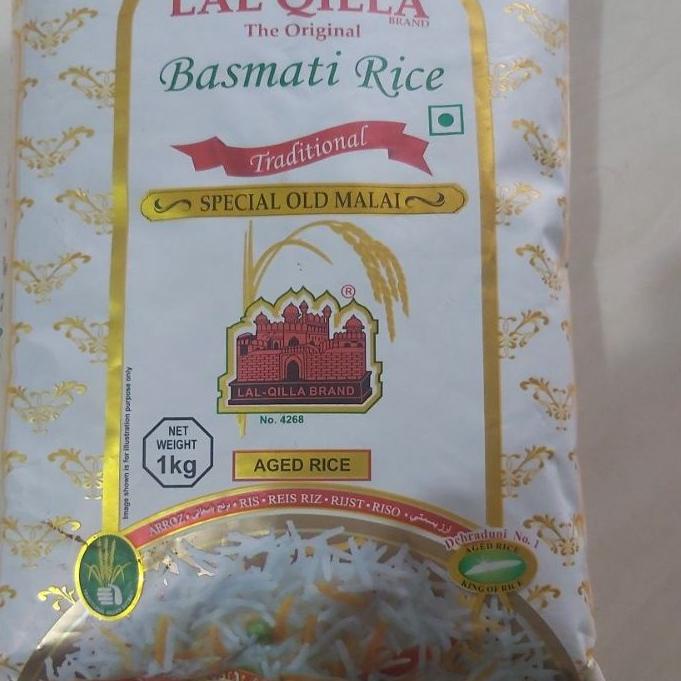 LAL QILLA
BRAND
The Original
Basmati Rice
Traditional
SPECIAL OLD MALAI
®
LAL-QILLA BRAND
No. 4268
NET
WEIGHT
1kg
AGED RICE
Image shown is for illustration purpose only
ARROZ • RIS • REIS RIZ • RIJST • RISO •
Dehraduni No. 1
AGED RICE
KING OF RICE